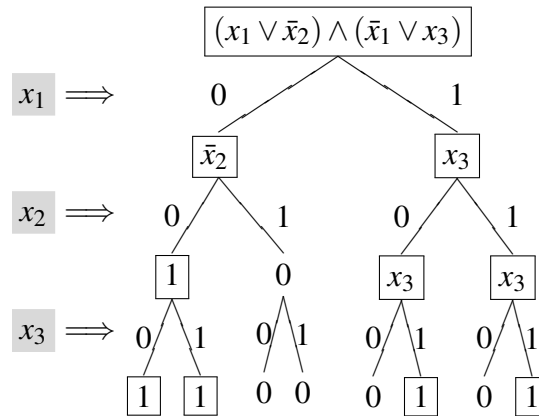 (x₁ ∨ x̄₂) ∧ (x̄₁ ∨ x₃)
x₁ ⟹ 0 1
x̄₂ x₃
x₂ ⟹ 0 1 0 1
1 0 x₃ x₃
x₃ ⟹ 0 1 0 1 0 1 0 1
1 1 0 0 0 1 0 1